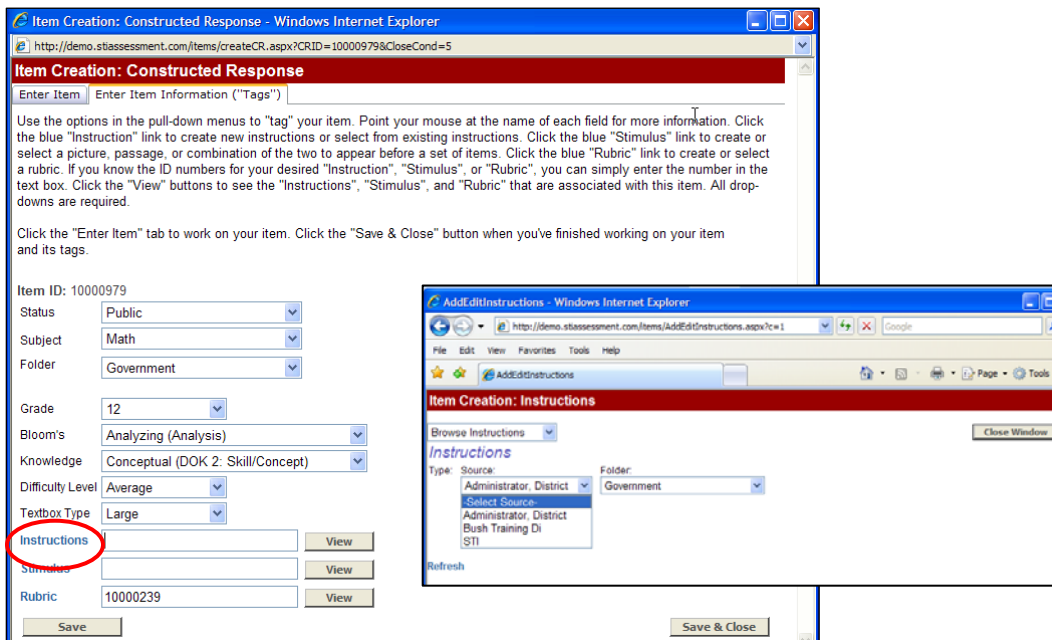 Item Creation: Constructed Response - Windows Internet Explorer
http://demo.stiassessment.com/items/createCR.aspx?CRID=10000979&CloseCond=5
Item Creation: Constructed Response
Enter Item
Enter Item Information ("Tags")
Use the options in the pull-down menus to "tag" your item. Point your mouse at the name of each field for more information. Click
the blue "Instruction" link to create new instructions or select from existing instructions. Click the blue "Stimulus" link to create or
select a picture, passage, or combination of the two to appear before a set of items. Click the blue "Rubric" link to create or select
a rubric. If you know the ID numbers for your desired "Instruction", "Stimulus", or "Rubric", you can simply enter the number in the
text box. Click the "View" buttons to see the "Instructions", "Stimulus", and "Rubric" that are associated with this item. All drop-
downs are required.
Click the "Enter Item" tab to work on your item. Click the "Save & Close" button when you've finished working on your item
and its tags.
Item ID: 10000979
Status Public
Subject Math
Folder Government
Grade 12
Bloom's Analyzing (Analysis)
Knowledge Conceptual (DOK 2: Skill/Concept)
Difficulty Level Average
Textbox Type Large
Instructions View
Stimulus View
Rubric 10000239 View
Save Save & Close
AddEditInstructions - Windows Internet Explorer
http://demo.stiassessment.com/items/AddEditInstructions.aspx?c=1
Google
File Edit View Favorites Tools Help
AddEditInstructions
Page Tools
Item Creation: Instructions
Browse Instructions
Close Window
Instructions
Type: Source: Folder:
Administrator, District Government
-Select Source-
Administrator, District
Bush Training Di
STI
Refresh